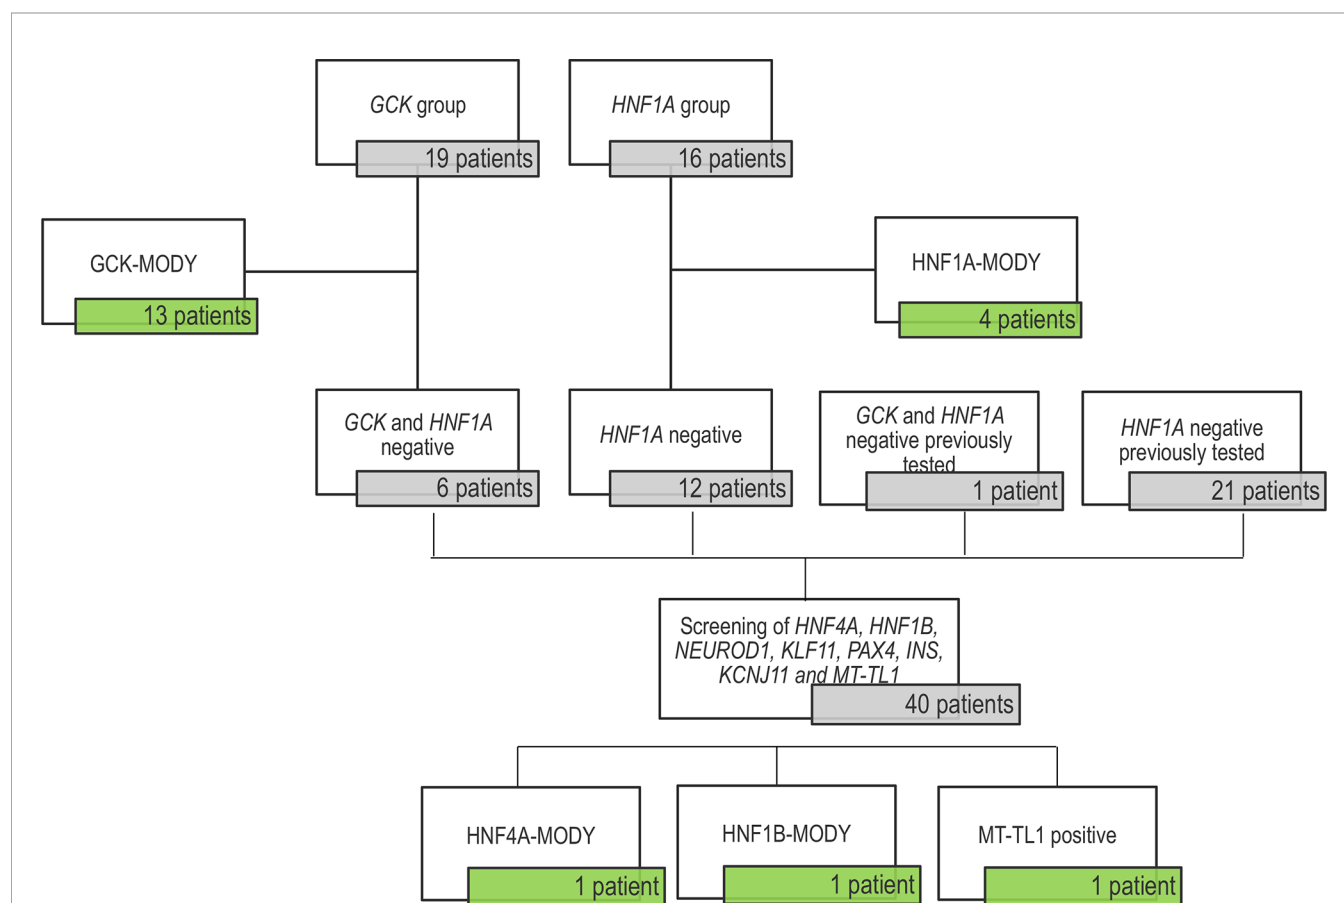 GCK group
19 patients
HNF1A group
16 patients
GCK-MODY
13 patients
HNF1A-MODY
4 patients
GCK and HNF1A
negative
6 patients
HNF1A negative
12 patients
GCK and HNF1A
negative previously
tested
1 patient
HNF1A negative
previously tested
21 patients
Screening of HNF4A, HNF1B,
NEUROD1, KLF11, PAX4, INS,
KCNJ11 and MT-TL1
40 patients
HNF4A-MODY
1 patient
HNF1B-MODY
1 patient
MT-TL1 positive
1 patient